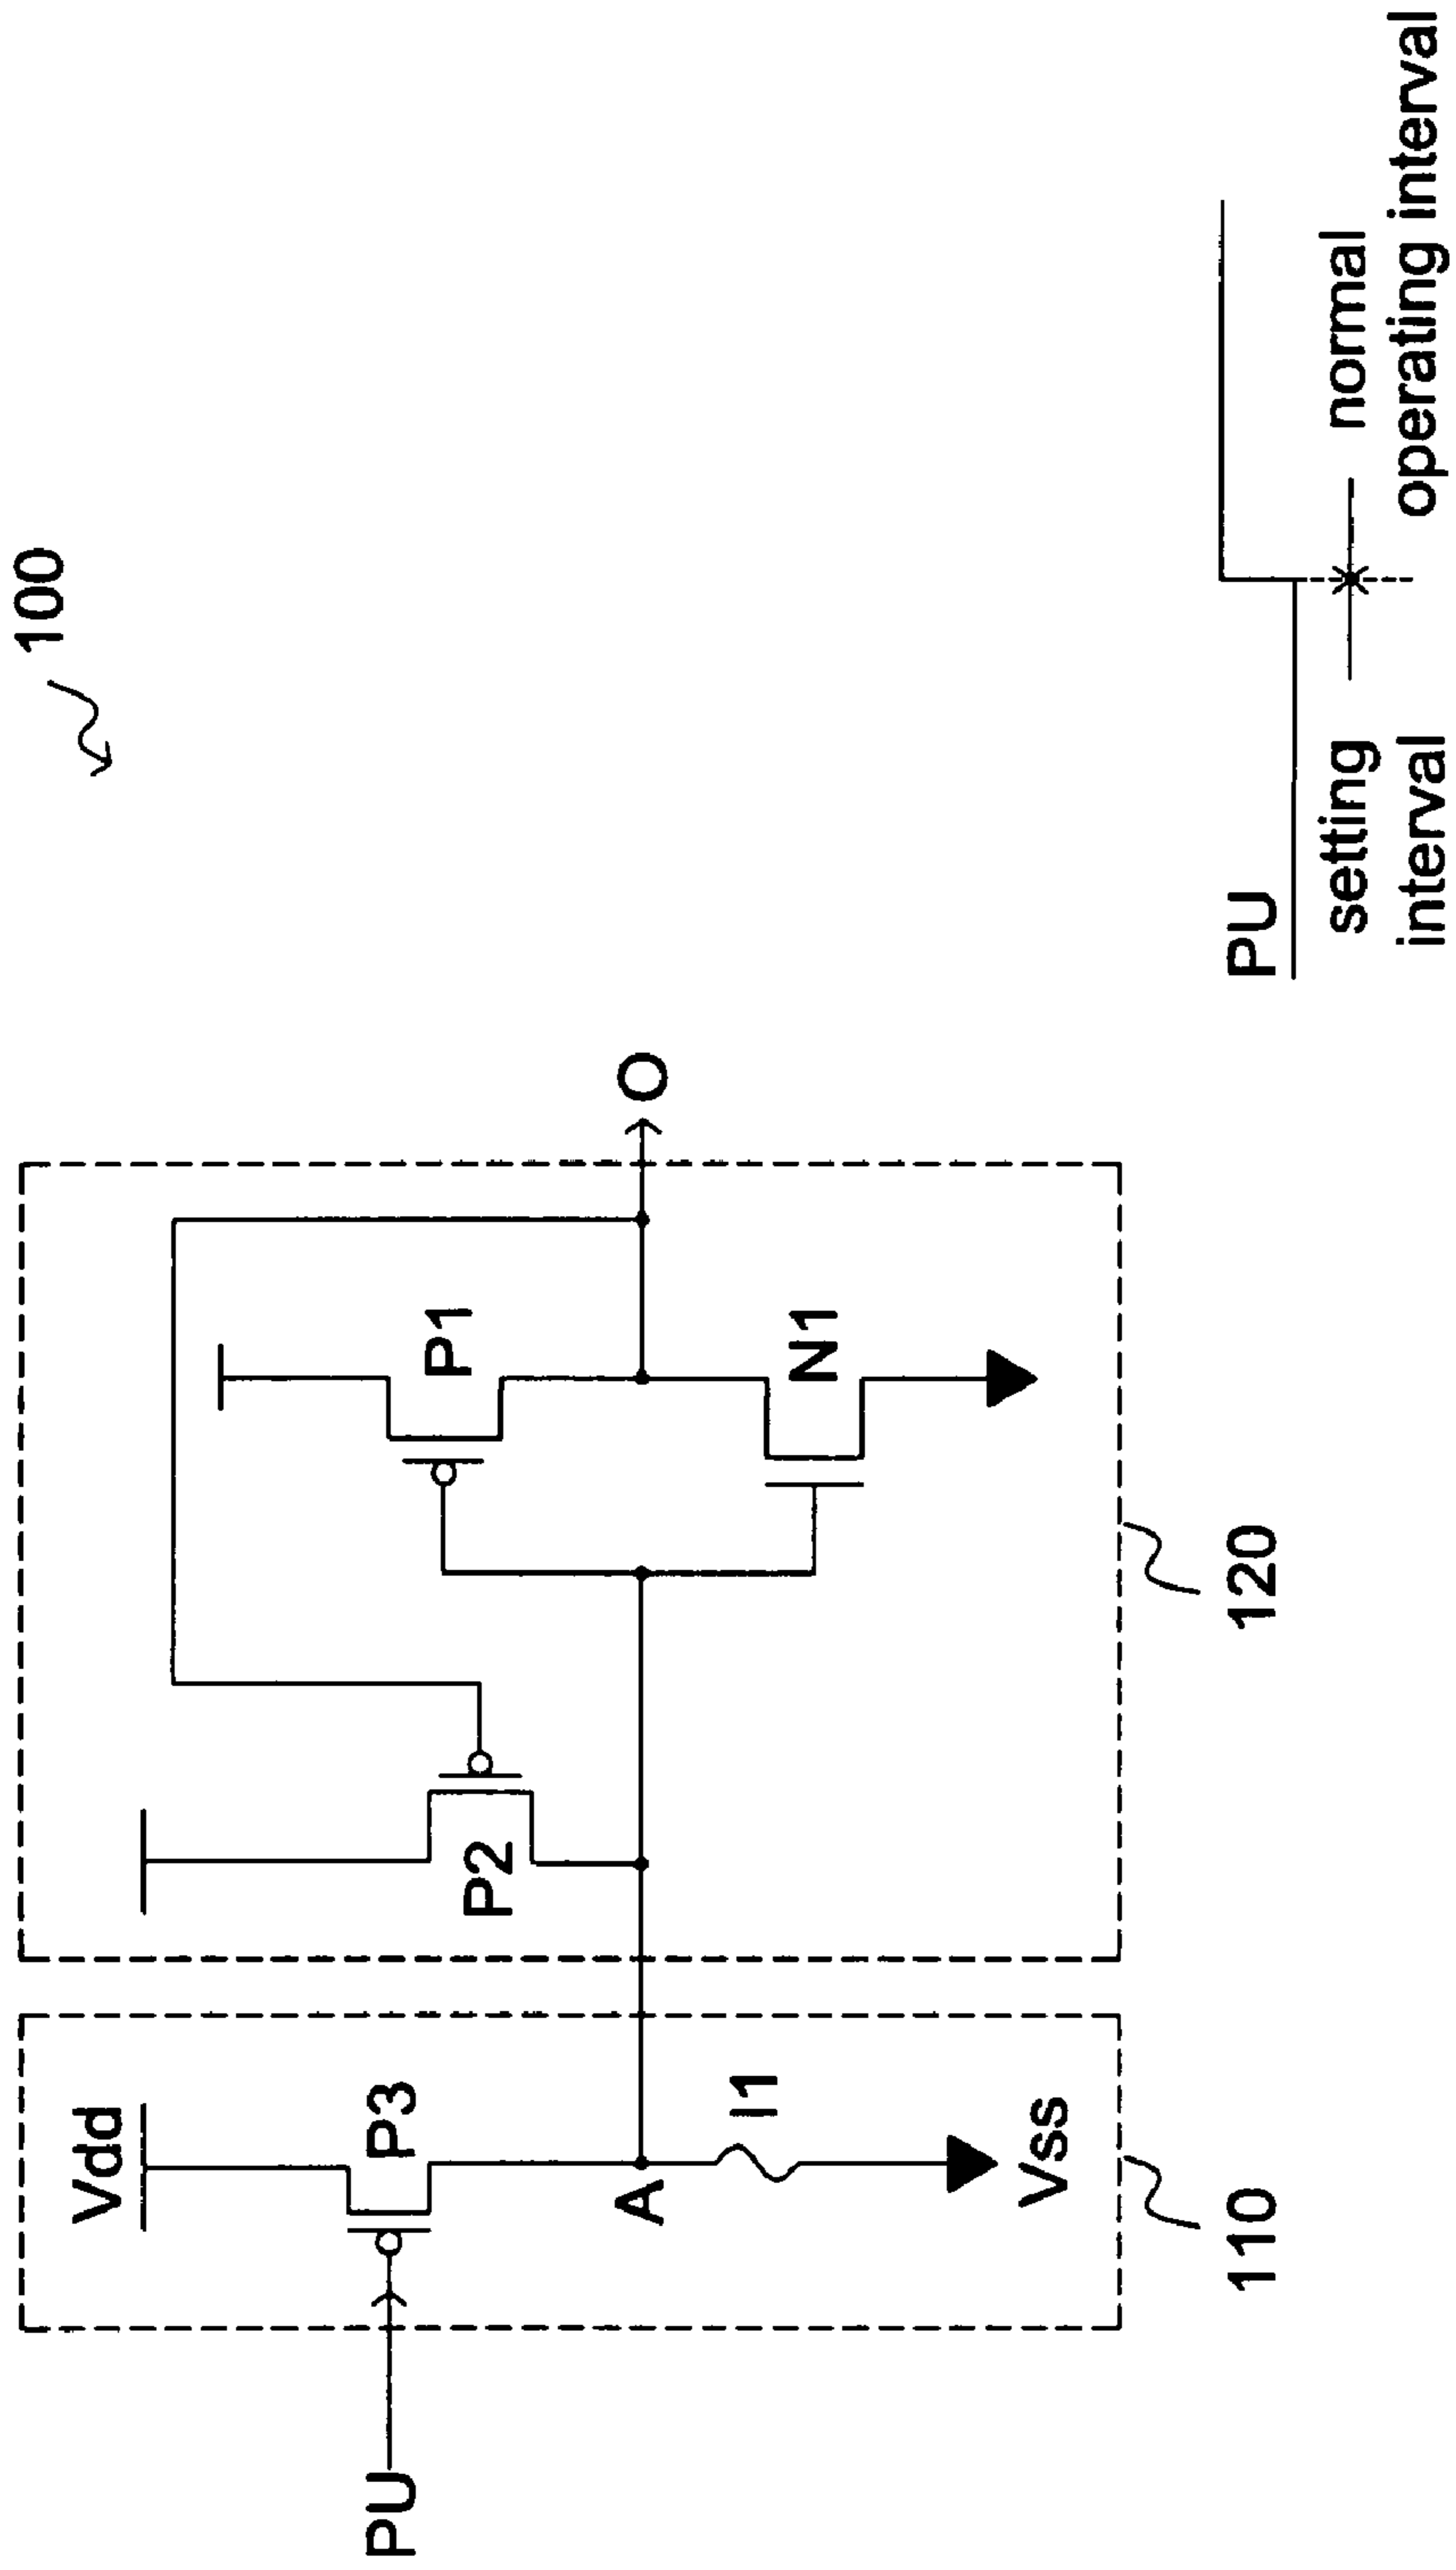 100
Vdd
P3
PU
A
I1
Vss
110
P2
P1
N1
O
120
PU
setting
interval
normal
operating interval